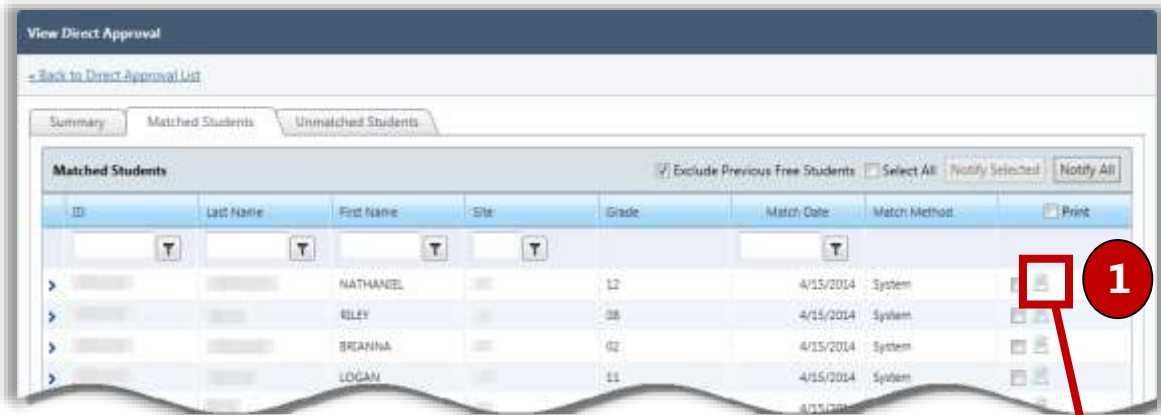 View Direct Approval
« Back to Direct Approval List
Summary Matched Students Unmatched Students
Matched Students Exclude Previous Free Students Select All Notify Selected Notify All
ID Last Name First Name Site Grade Match Date Match Method Print
NATHANIEL 12 4/15/2014 System
1
RILEY 08 4/15/2014 System
BRIANNA 02 4/15/2014 System
LOGAN 11 4/15/2014 System